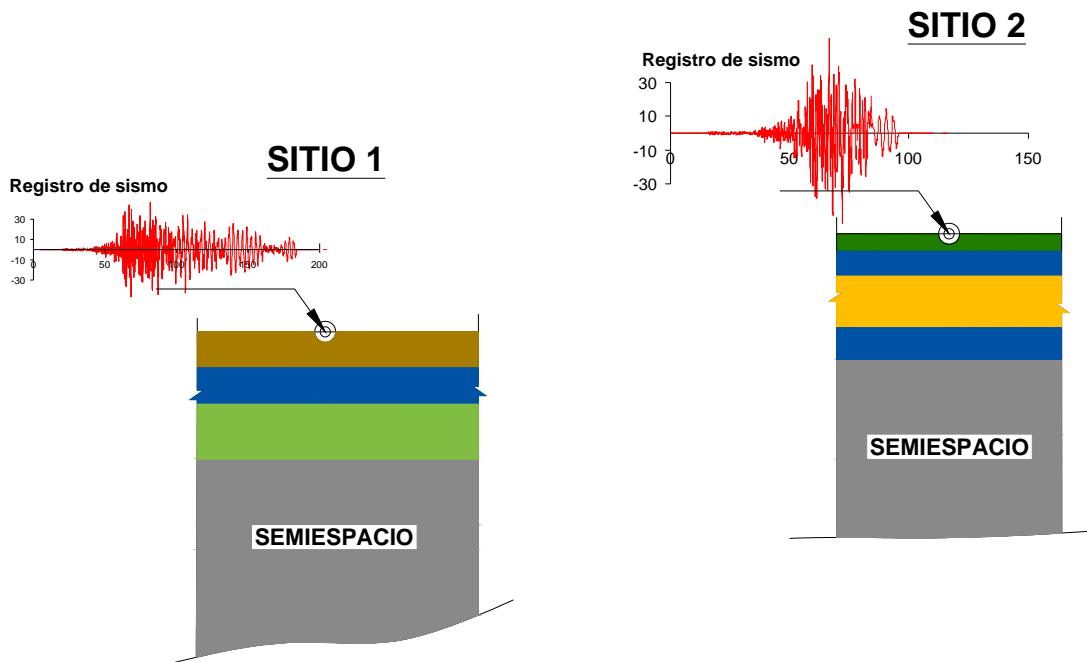 SITIO 2
Registro de sismo
30
10
-10
-30
0
50
100
150
SITIO 1
Registro de sismo
30
10
-10
-30
0
50
100
150
200
SEMIESPACIO
SEMIESPACIO